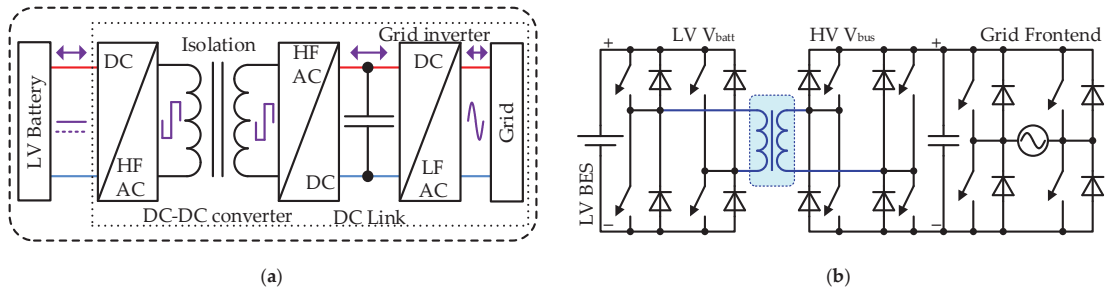 LV Battery
DC
HF
AC
Isolation
HF
AC
DC
Grid inverter
DC
LF
AC
Grid
DC-DC converter
DC Link
(a)
+
LV Vbatt
HV Vbus
+
Grid Frontend
LV BES
−
−
(b)